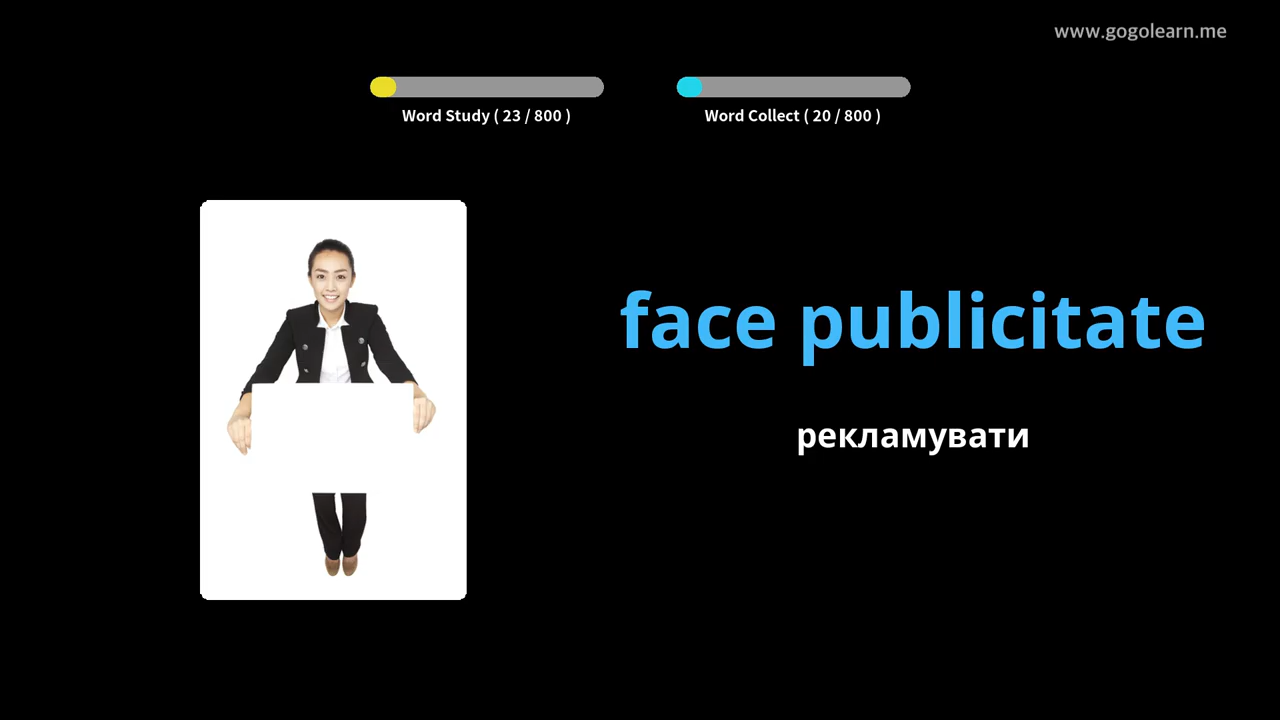 www.gogolearn.me
Word Study ( 23 / 800 )
Word Collect ( 20 / 800 )
face publicitate
рекламувати